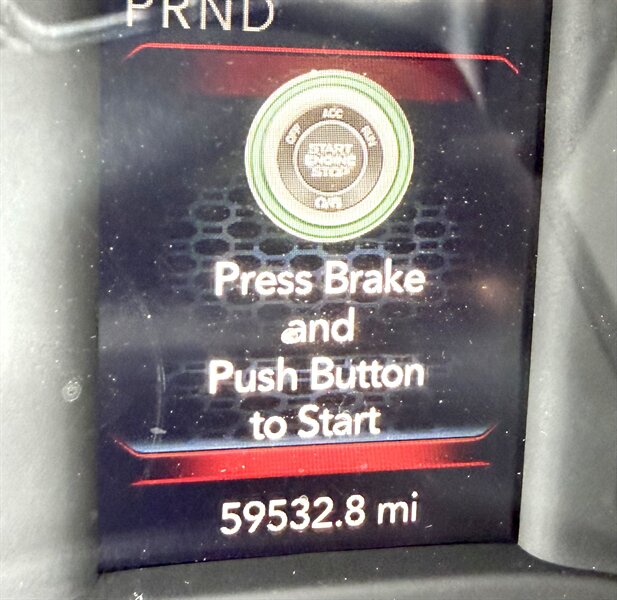 PRND
ACC
OFF RUN
START
ENGINE
STOP
Press Brake
and
Push Button
to Start
59532.8 mi